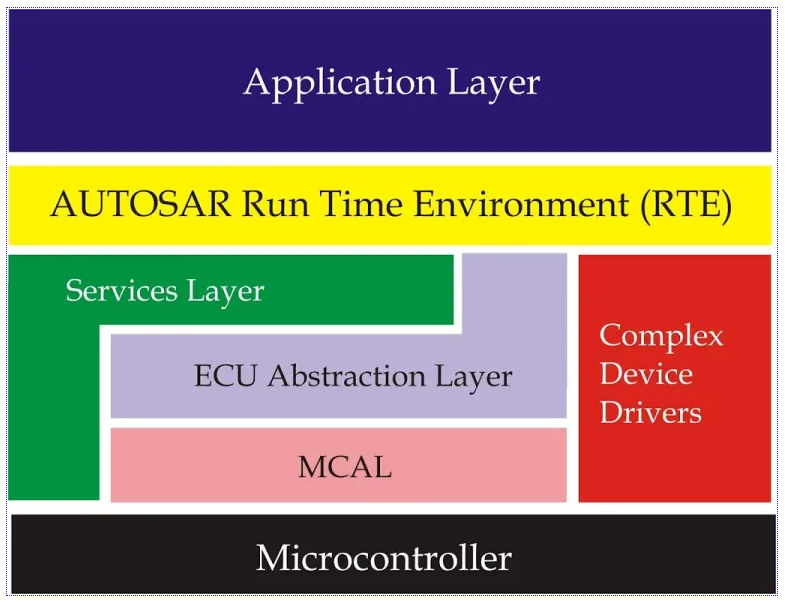 Application Layer
AUTOSAR Run Time Environment (RTE)
Services Layer
ECU Abstraction Layer
MCAL
Complex
Device
Drivers
Microcontroller